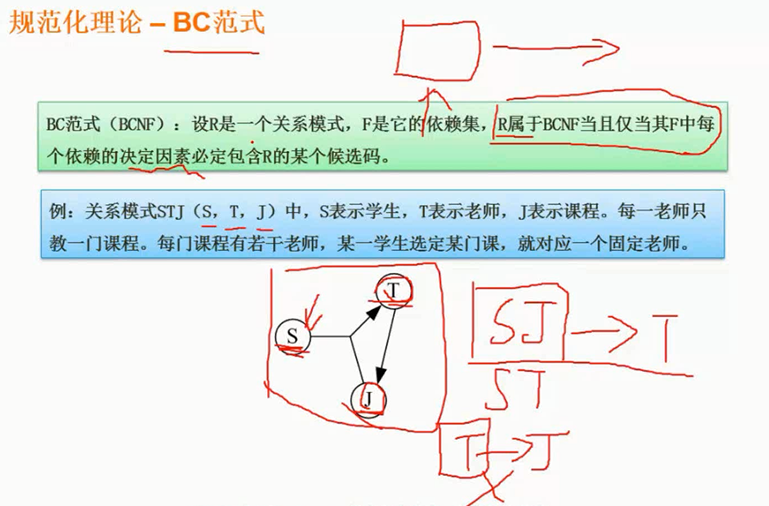 规范化理论 – BC范式
BC范式（BCNF）：设R是一个关系模式，F是它的依赖集，R属于BCNF当且仅当其F中每
个依赖的决定因素必定包含R的某个候选码。
例：关系模式STJ（S，T，J）中，S表示学生，T表示老师，J表示课程。每一老师只
教一门课程。每门课程有若干老师，某一学生选定某门课，就对应一个固定老师。
T
S
J
SJ → T
ST
T → J